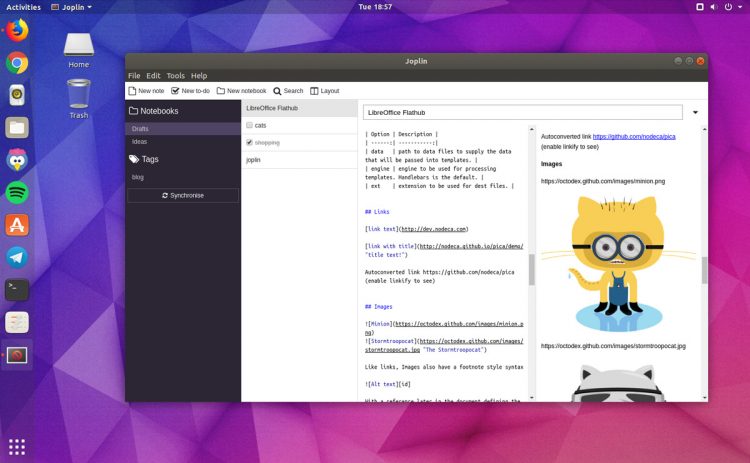 Activities
Joplin
Tue 18:57
Home
Trash
Joplin
File Edit Tools Help
New note New to-do New notebook Search Layout
Notebooks
Drafts
Ideas
Tags
blog
Synchronise
LibreOffice Flathub
cats
shopping
joplin
LibreOffice Flathub
| Option | Description |
| ------:| -----------:|
| data | path to data files to supply the data
that will be passed into templates. |
| engine | engine to be used for processing
templates. Handlebars is the default. |
| ext | extension to be used for dest files. |
## Links
[link text](http://dev.nodeca.com)
[link with title](http://nodeca.github.io/pica/demo/
"title text!")
Autoconverted link https://github.com/nodeca/pica
(enable linkify to see)
## Images
![Minion](https://octodex.github.com/images/minion.p
ng)
![Stormtroopocat](https://octodex.github.com/images/
stormtroopocat.jpg "The Stormtroopocat")
Like links, Images also have a footnote style syntax
![Alt text][id]
With a reference later in the document defining the
Autoconverted link https://github.com/nodeca/pica
(enable linkify to see)
Images
https://octodex.github.com/images/minion.png
https://octodex.github.com/images/stormtroopocat.jpg